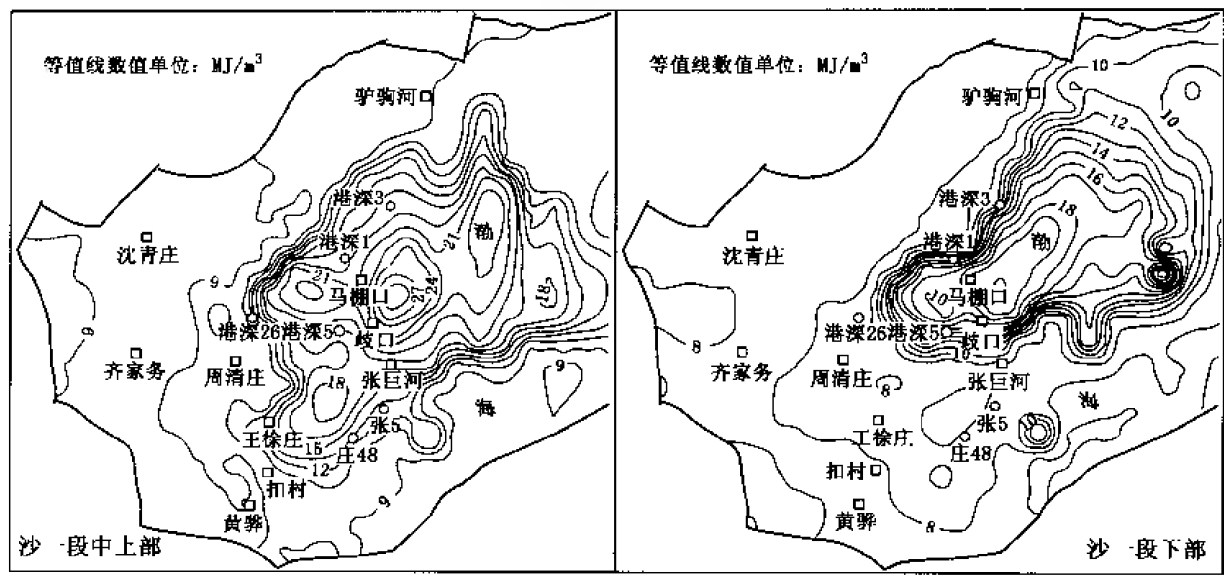 等值线数值单位：MJ/m³
驴驹河
港深3
渤
沈青庄
港深1
21
21
9
马棚口
27
24
18
9
港深26
港深5
歧口
齐家务
周清庄
张巨河
9
18
海
王徐庄
张5
15
庄48
12
扣村
9
黄骅
沙一段中上部
等值线数值单位：MJ/m³
10
驴驹河
10
12
14
16
港深3
18
渤
沈青庄
港深1
马棚口
港深26
港深5
歧口
8
16
齐家务
周清庄
张巨河
8
海
张5
王徐庄
庄48
扣村
黄骅
8
沙一段下部